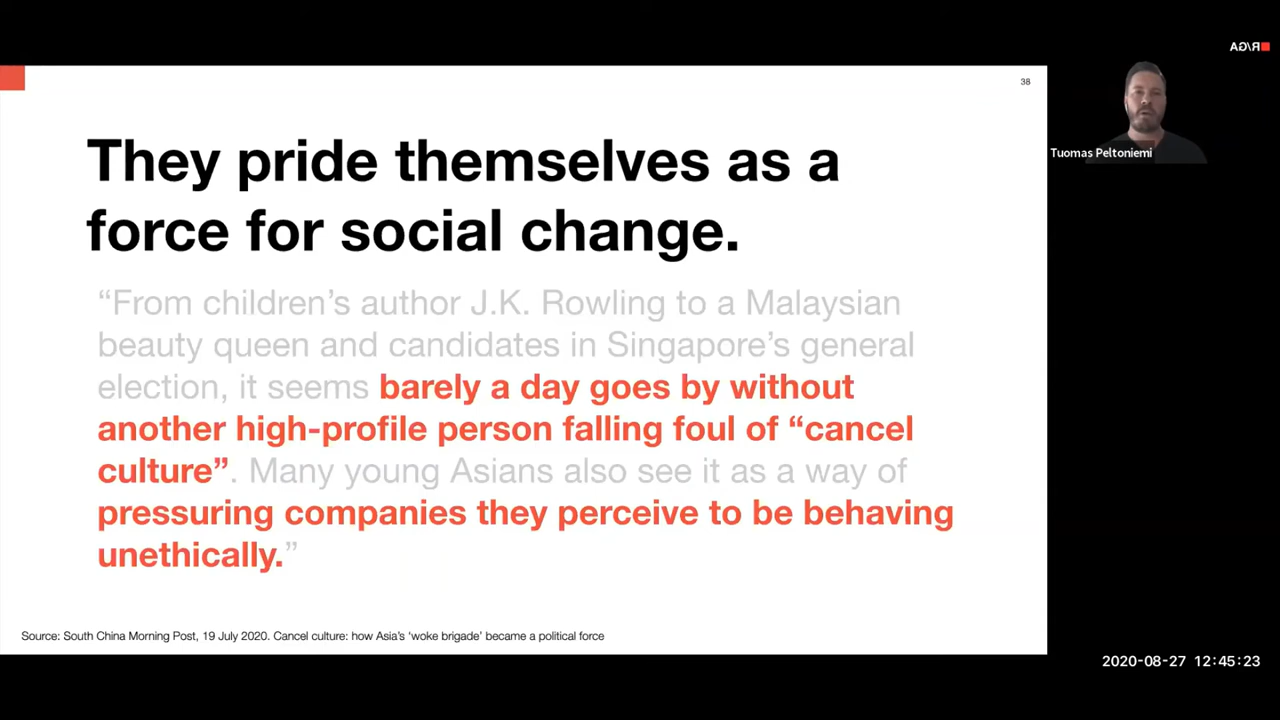 R/GA
38
Tuomas Peltoniemi
They pride themselves as a
force for social change.
“From children’s author J.K. Rowling to a Malaysian
beauty queen and candidates in Singapore’s general
election, it seems barely a day goes by without
another high-profile person falling foul of “cancel
culture”. Many young Asians also see it as a way of
pressuring companies they perceive to be behaving
unethically.”
Source: South China Morning Post, 19 July 2020. Cancel culture: how Asia’s ‘woke brigade’ became a political force
2020-08-27 12:45:23